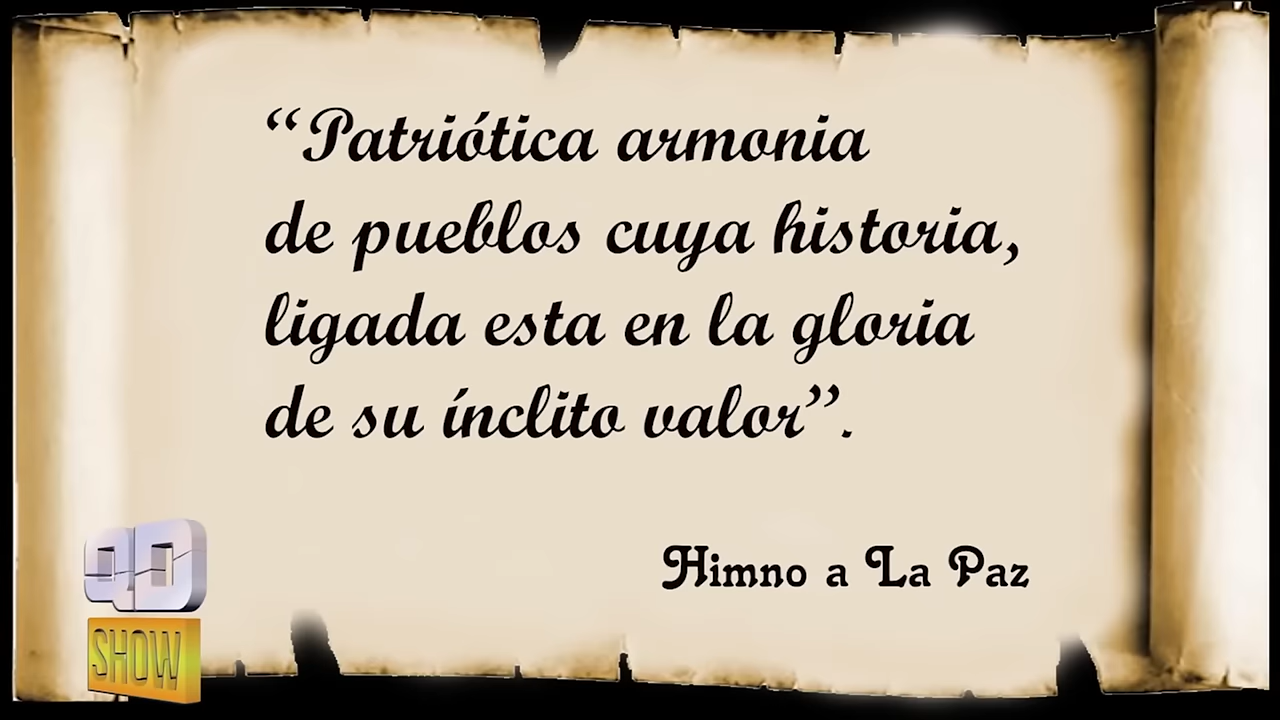 “Patriótica armonia
de pueblos cuya historia,
ligada esta en la gloria
de su ínclito valor”.
Himno a La Paz
QD
SHOW